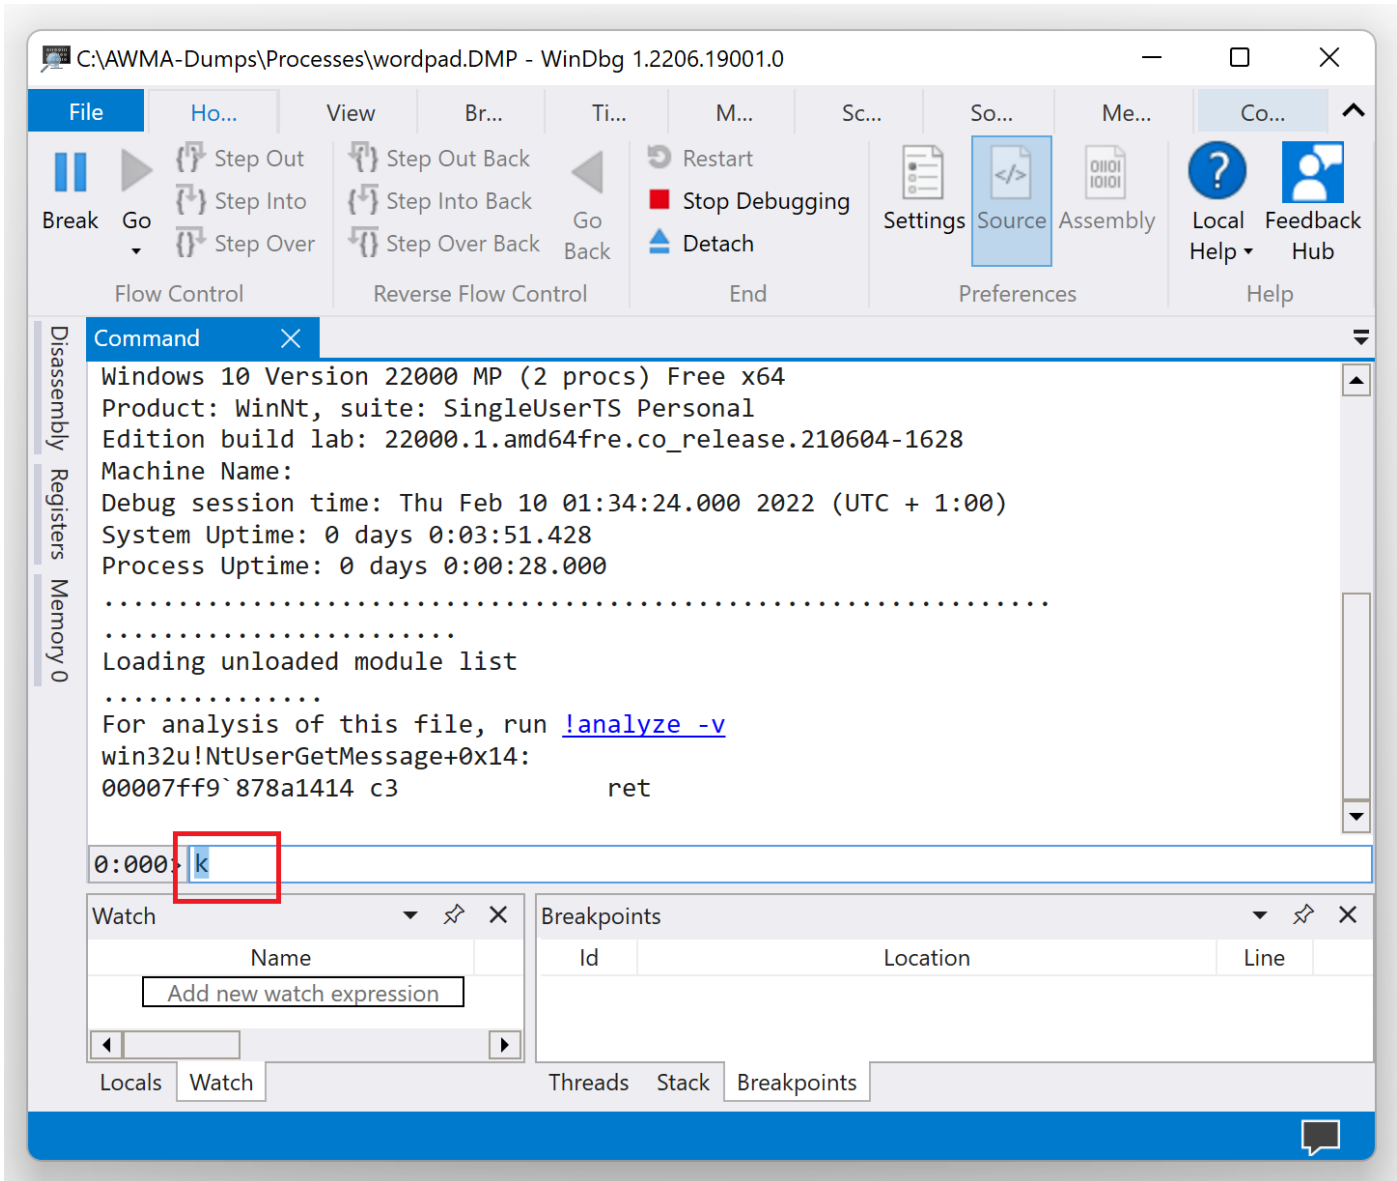 C:\AWMA-Dumps\Processes\wordpad.DMP - WinDbg 1.2206.19001.0
File Ho... View Br... Ti... M... Sc... So... Me... Co...
Break
Go
Step Out
Step Into
Step Over
Flow Control
Step Out Back
Step Into Back
Step Over Back
Go
Back
Reverse Flow Control
Restart
Stop Debugging
Detach
End
Settings
Source
Assembly
Preferences
Local
Help
Feedback
Hub
Help
Disassembly
Registers
Memory 0
Command
Windows 10 Version 22000 MP (2 procs) Free x64
Product: WinNt, suite: SingleUserTS Personal
Edition build lab: 22000.1.amd64fre.co_release.210604-1628
Machine Name:
Debug session time: Thu Feb 10 01:34:24.000 2022 (UTC + 1:00)
System Uptime: 0 days 0:03:51.428
Process Uptime: 0 days 0:00:28.000
................................................................
........................
Loading unloaded module list
...............
For analysis of this file, run !analyze -v
win32u!NtUserGetMessage+0x14:
00007ff9`878a1414 c3 ret
0:000> k
Watch
Name
Add new watch expression
Locals Watch
Breakpoints
Id Location Line
Threads Stack Breakpoints